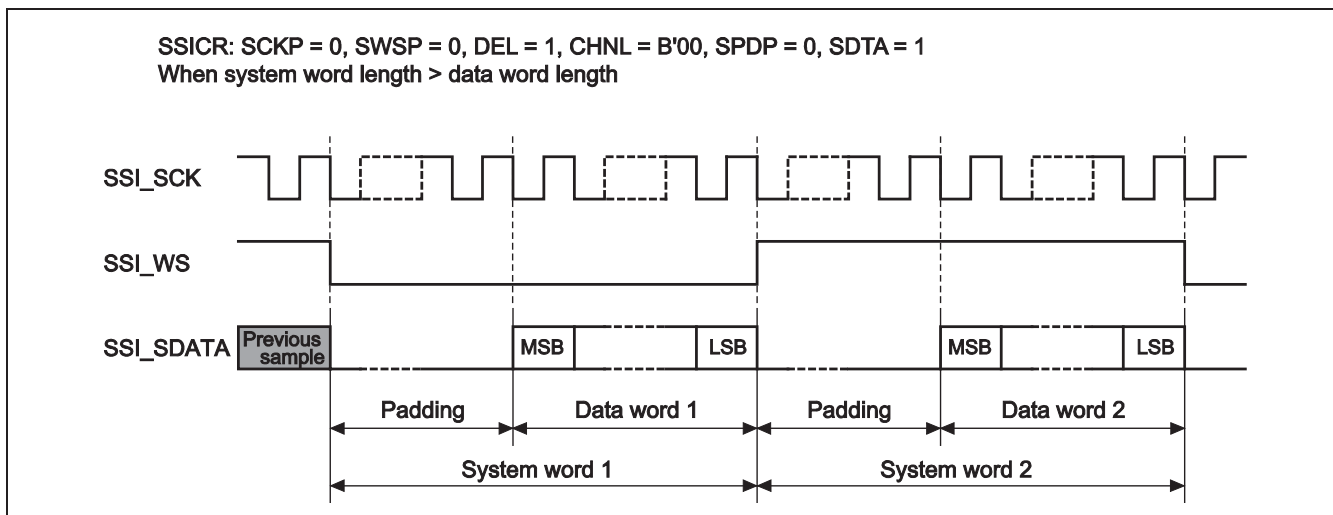 SSICR: SCKP = 0, SWSP = 0, DEL = 1, CHNL = B'00, SPDP = 0, SDTA = 1
When system word length > data word length
SSI_SCK
SSI_WS
SSI_SDATA
Previous
sample
MSB
LSB
MSB
LSB
Padding
Data word 1
Padding
Data word 2
System word 1
System word 2